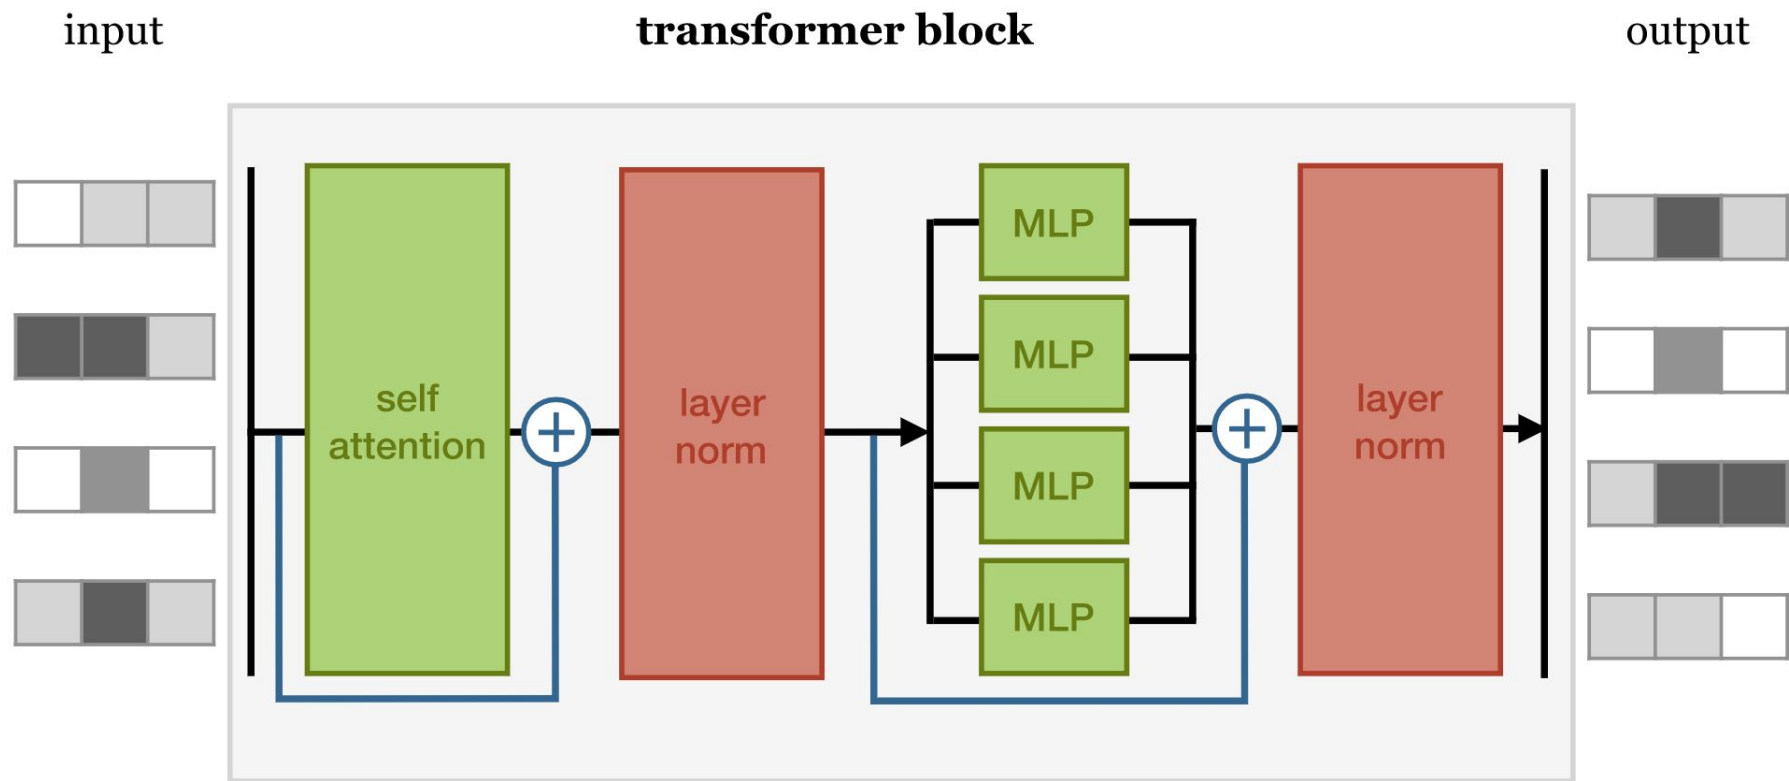 input
transformer block
output
self
attention
layer
norm
MLP
MLP
MLP
MLP
layer
norm